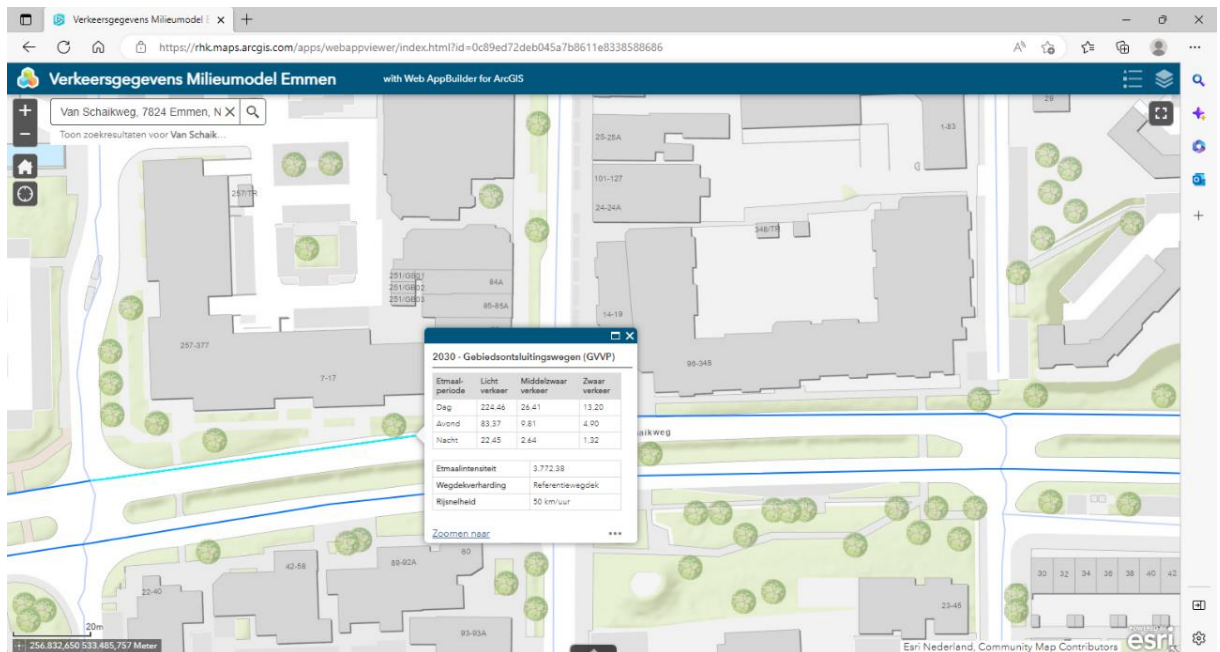 Verkeersgegevens Milieumodel E
https://rhk.maps.arcgis.com/apps/webappviewer/index.html?id=0c89ed72deb045a7b8611e8338588686
Verkeersgegevens Milieumodel Emmen
with Web AppBuilder for ArcGIS
Van Schaikweg, 7824 Emmen, N
Toon zoekresultaten voor Van Schaik...
28
25-28A
1-83
101-127
24-24A
257/TR
348/TR
251/GB01
251/GB02
251/GB03
84A
85-85A
14-19
257-377
7-17
96-348
2030 - Gebiedsontsluitingswegen (GVVP)
Etmaal-periode Licht verkeer Middelzwaar verkeer Zwaar verkeer
Dag 224,46 26,41 13,20
Avond 83,37 9,81 4,90
Nacht 22,45 2,64 1,32
Etmaalintensiteit 3.772,38
Wegdekverharding Referentiewegdek
Rijsnelheid 50 km/uur
Zoomen naar
aikweg
42-58
89-92A
60
22-40
93-93A
23-45
30 32 34 36 38 40 42
20m
256.832,650 533.485,757 Meter
Esri Nederland, Community Map Contributors
POWERED BY
esri